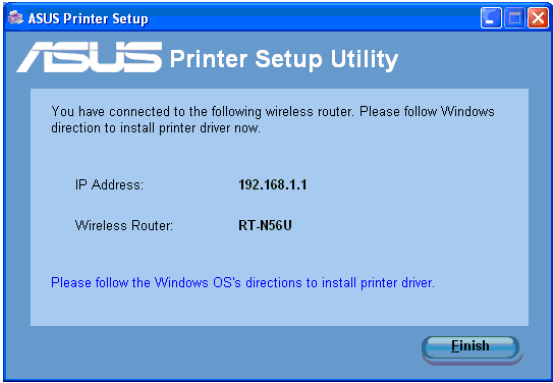 ASUS Printer Setup
ASUS Printer Setup Utility
You have connected to the following wireless router. Please follow Windows
direction to install printer driver now.
IP Address: 192.168.1.1
Wireless Router: RT-N56U
Please follow the Windows OS's directions to install printer driver.
Finish